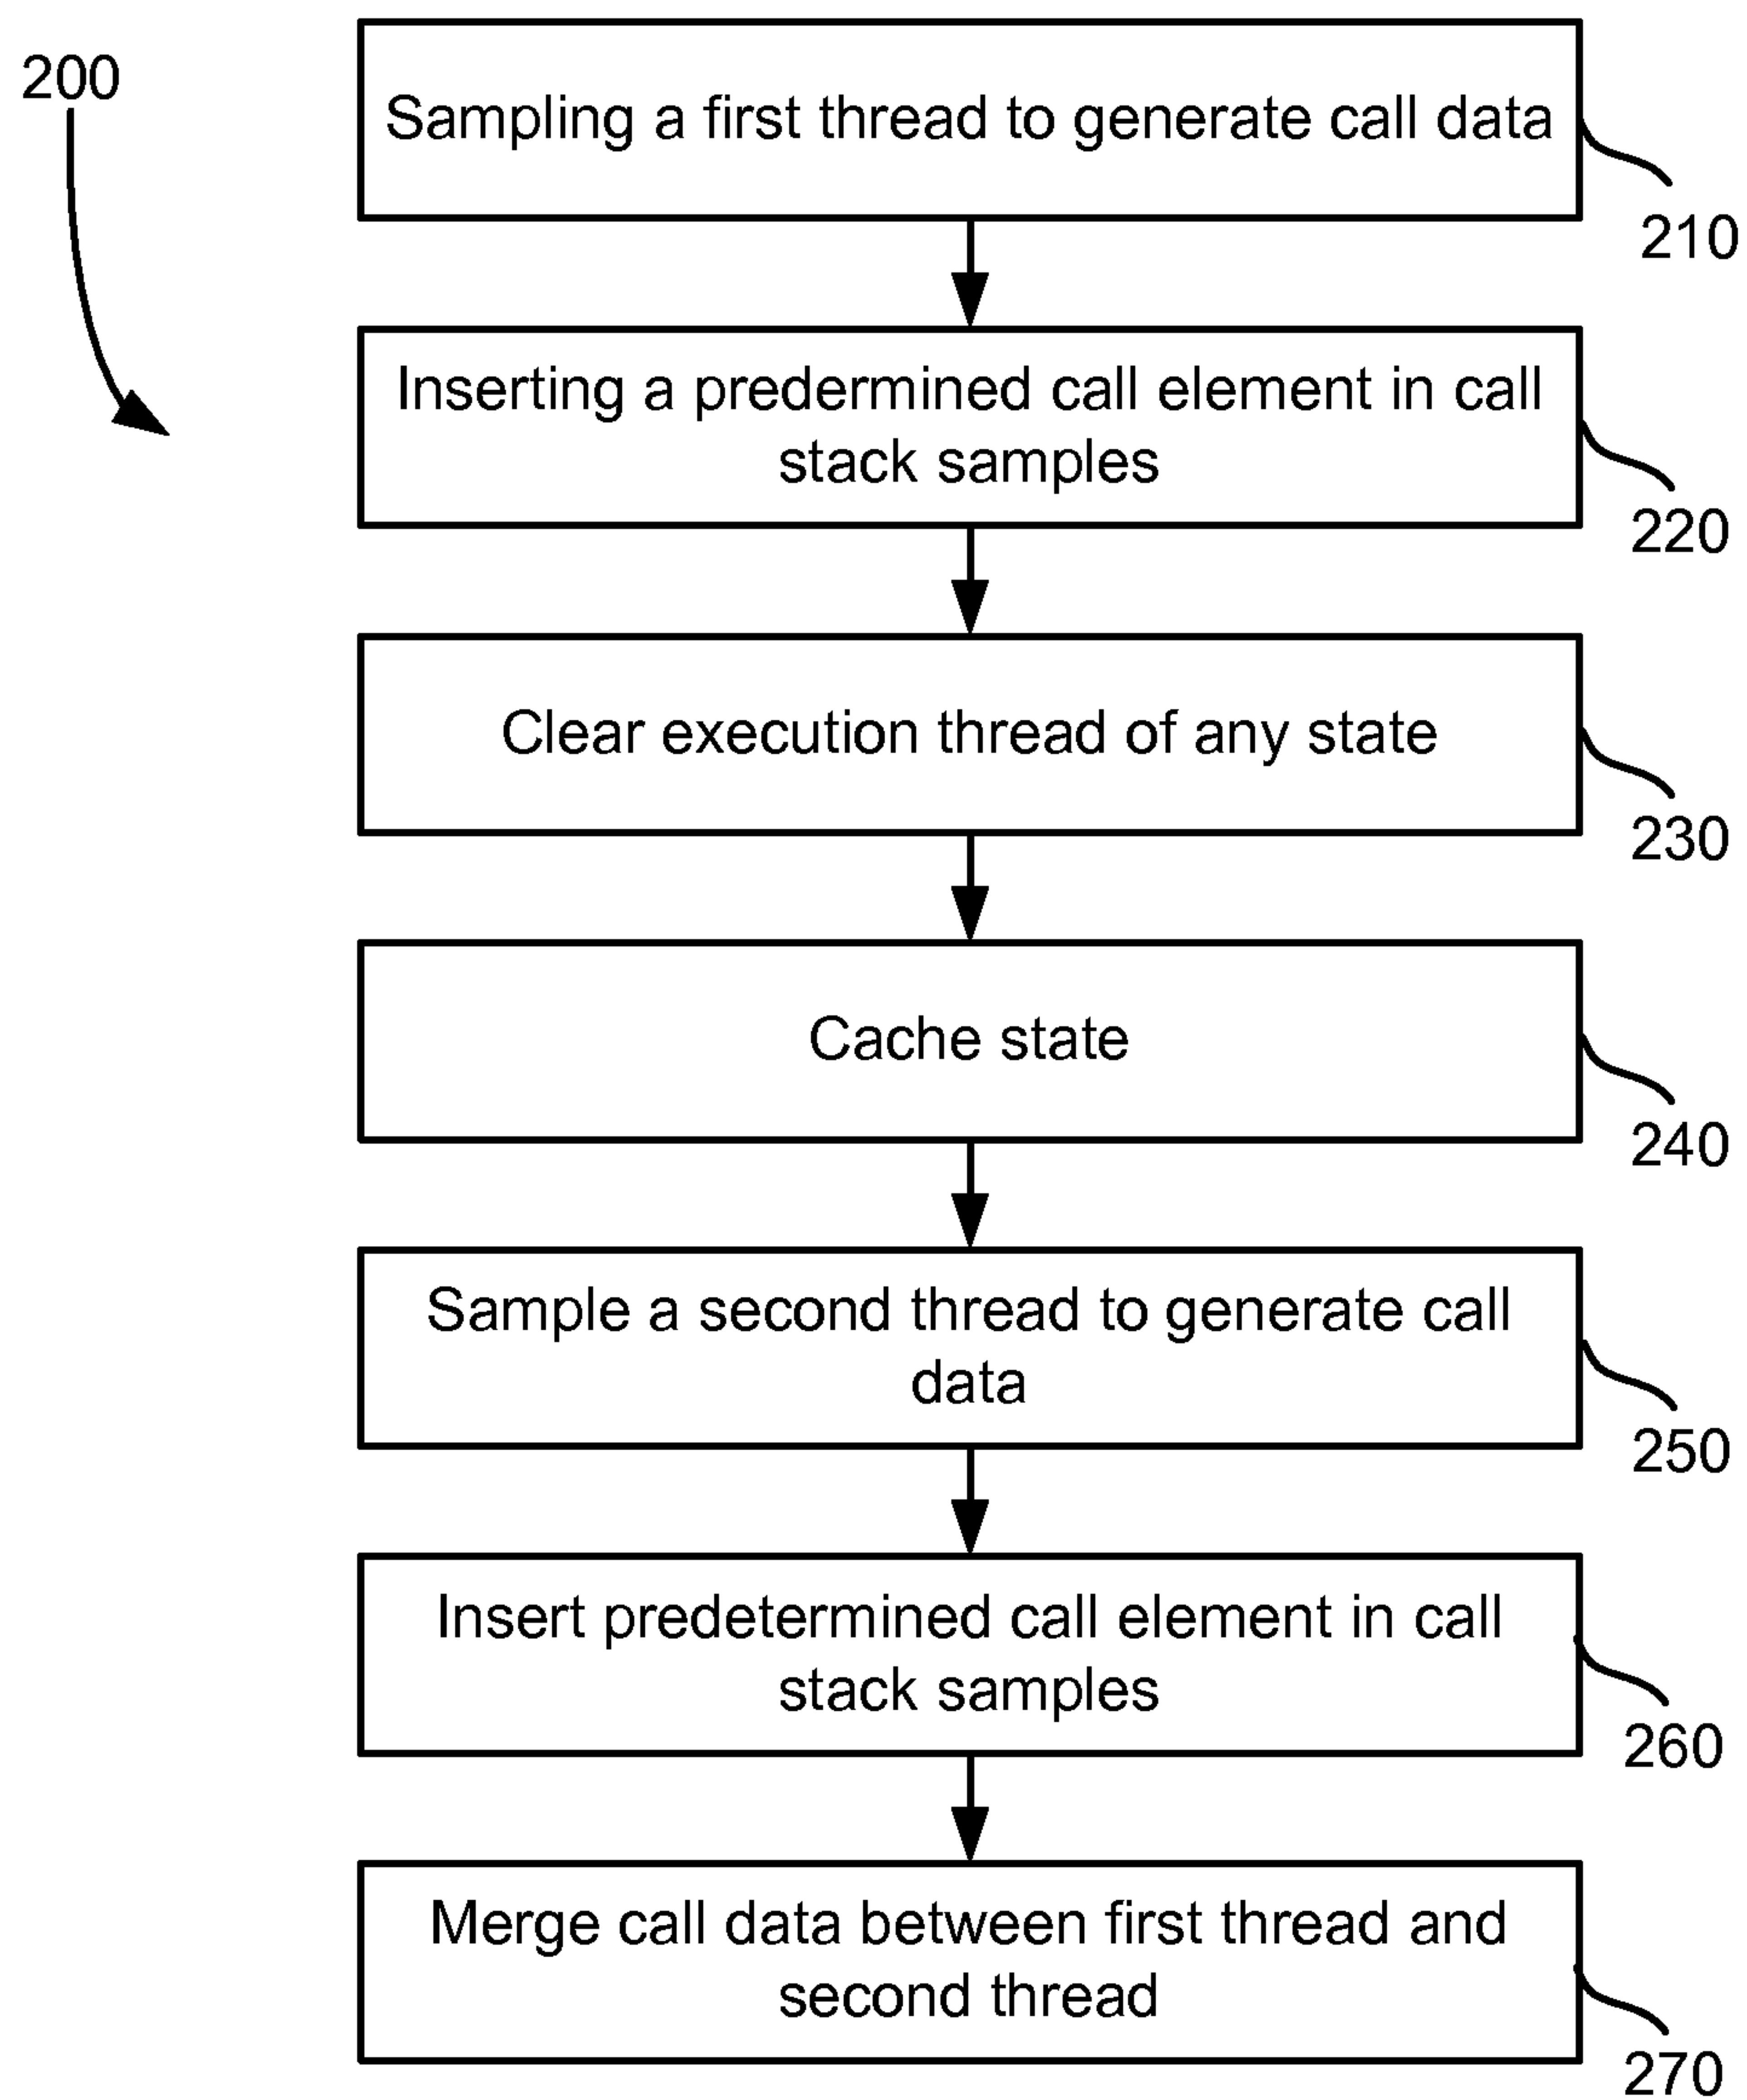 200
Sampling a first thread to generate call data
210
Inserting a predermined call element in call
stack samples
220
Clear execution thread of any state
230
Cache state
240
Sample a second thread to generate call
data
250
Insert predetermined call element in call
stack samples
260
Merge call data between first thread and
second thread
270